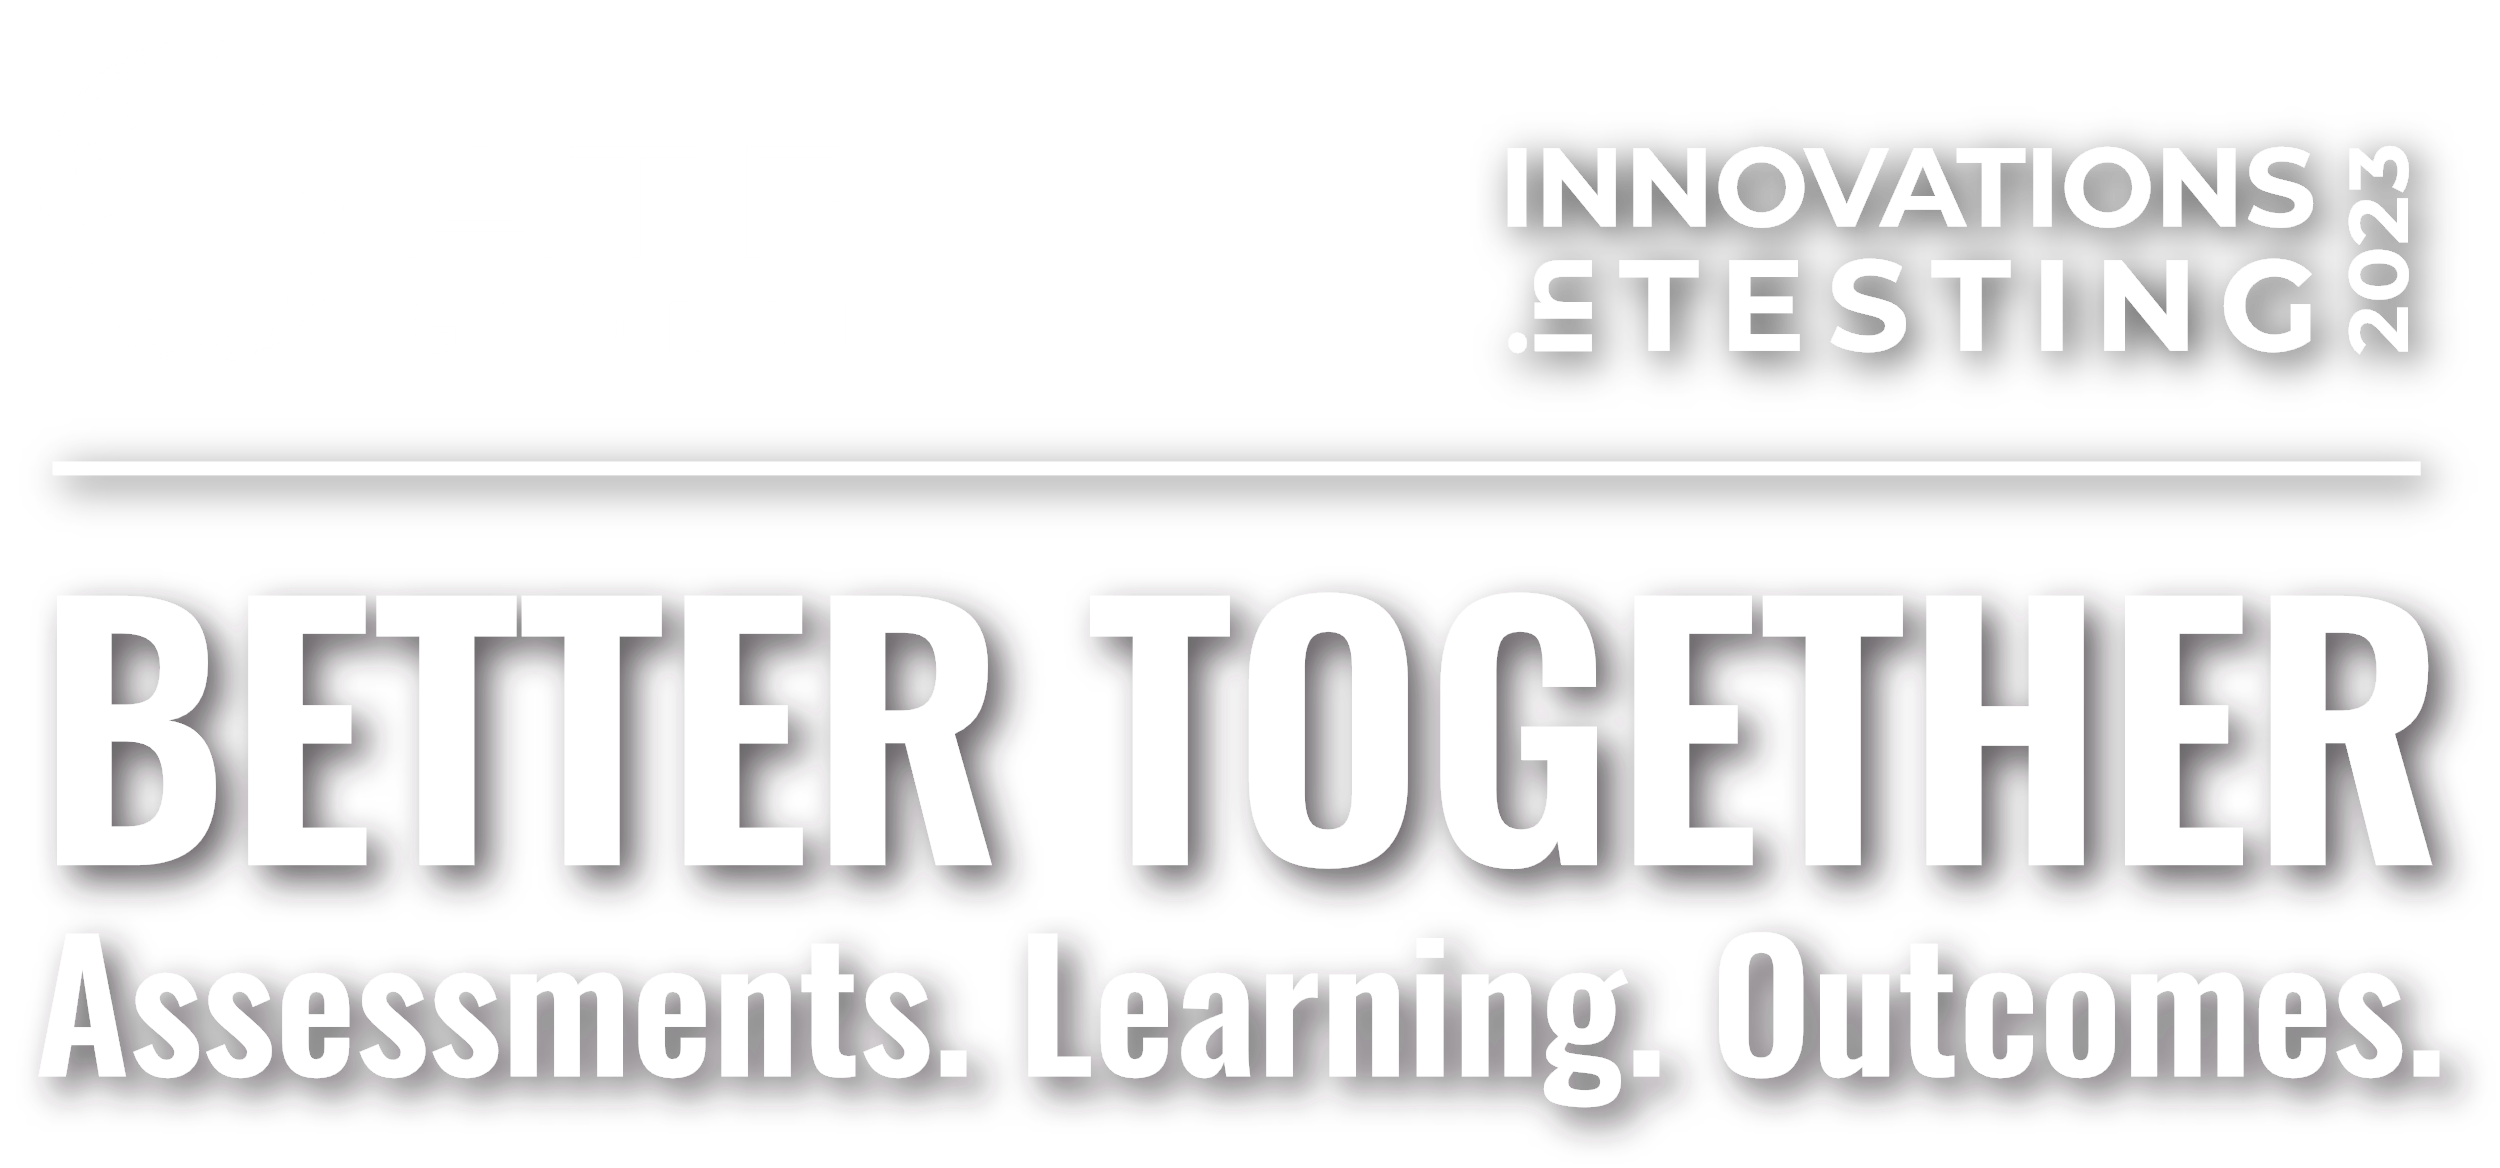 INNOVATIONS
in TESTING 2023
BETTER TOGETHER
Assessments. Learning. Outcomes.